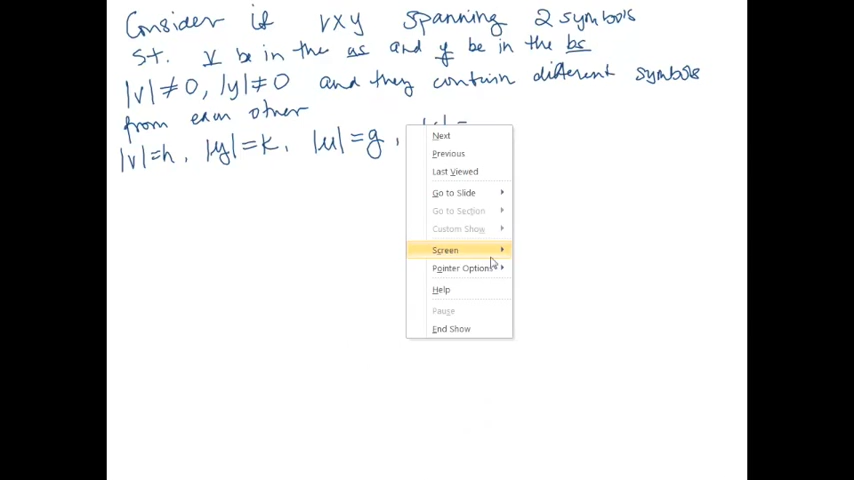 Consider if vxy spanning 2 symbols
st. v be in the as and y be in the bs
|v|≠0, |y|≠0 and they contain different symbols
from each other
|v|=h, |y|=k, |u|=g,
Next
Previous
Last Viewed
Go to Slide
Go to Section
Custom Show
Screen
Pointer Options
Help
Pause
End Show